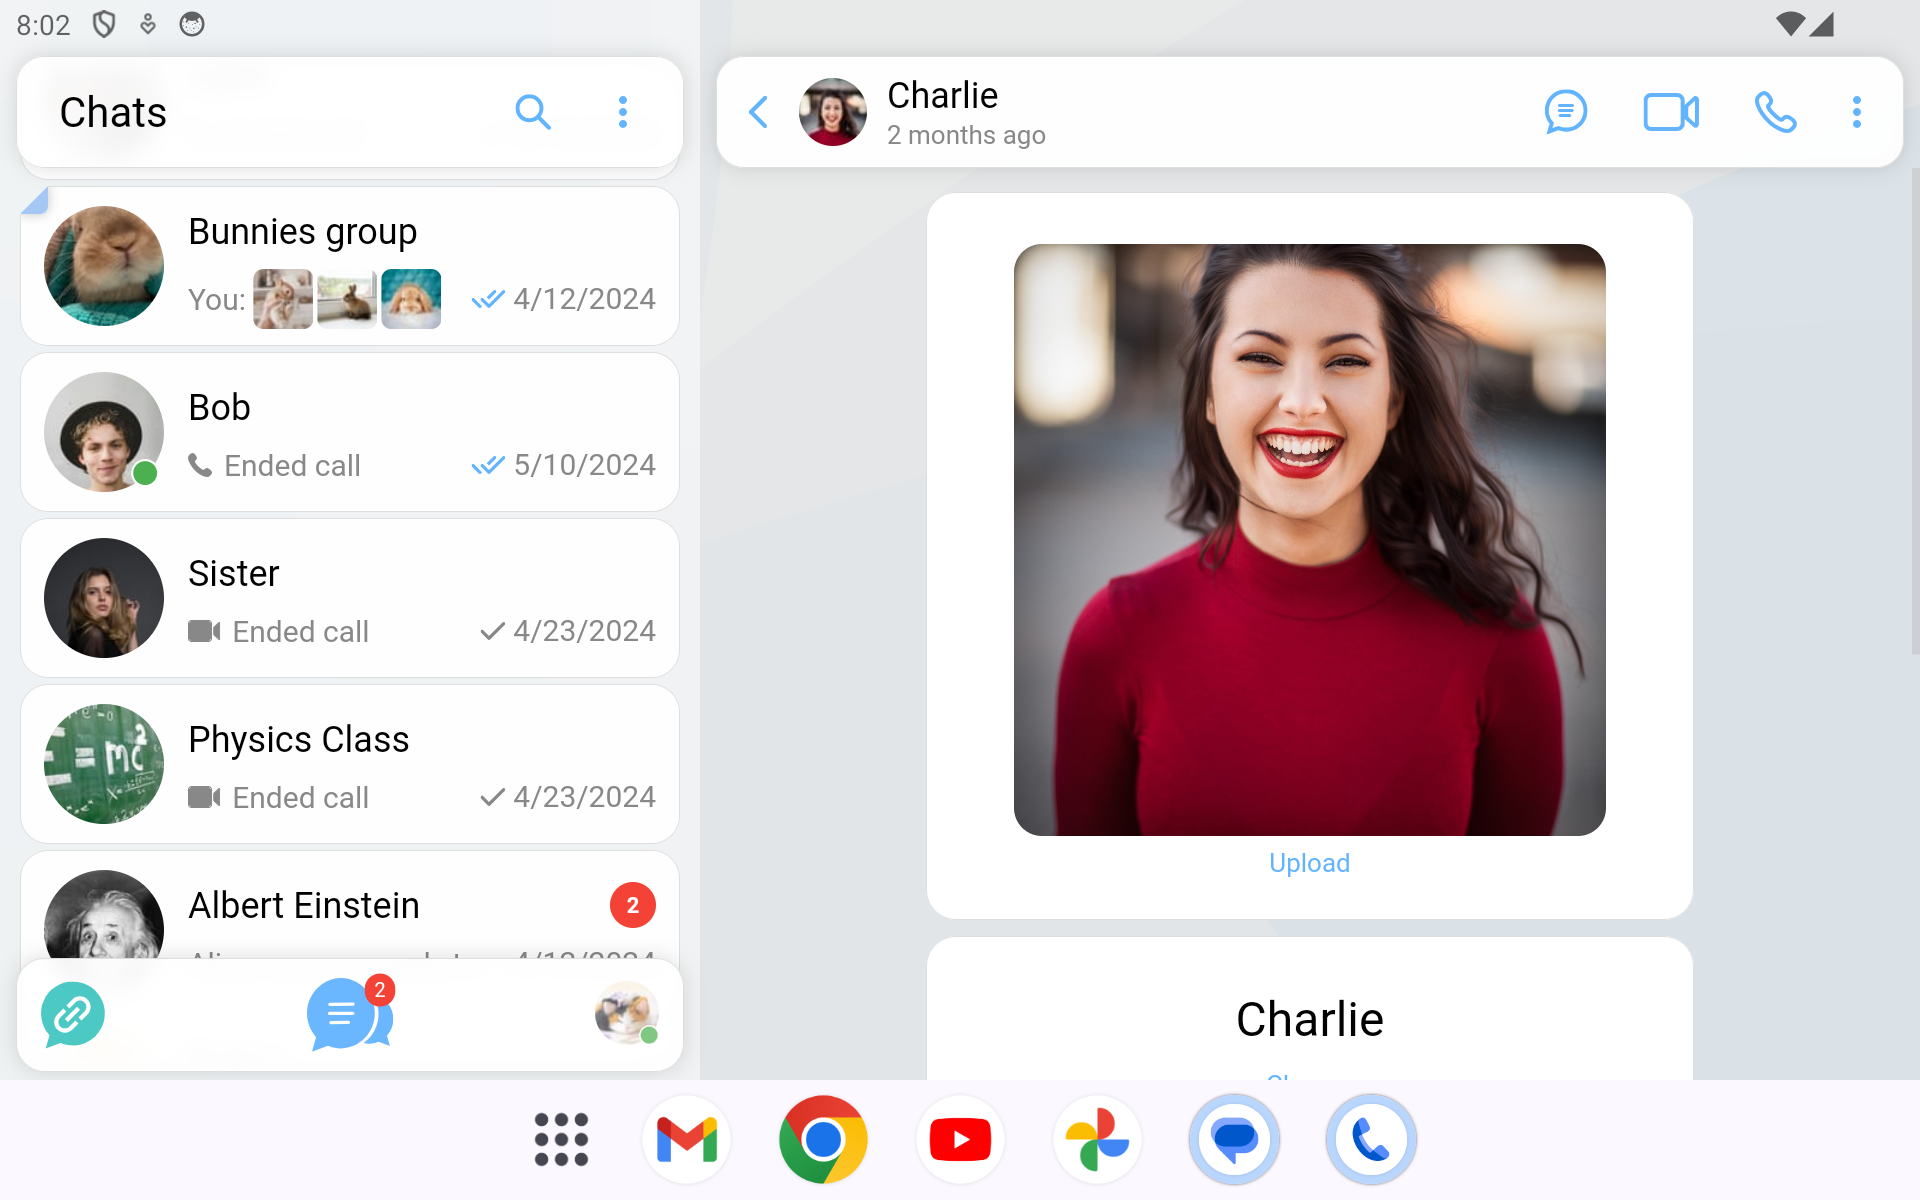 8:02
Chats
Bunnies group
You:
4/12/2024
Bob
Ended call
5/10/2024
Sister
Ended call
4/23/2024
Physics Class
Ended call
4/23/2024
Albert Einstein
2
2
Charlie
2 months ago
Upload
Charlie